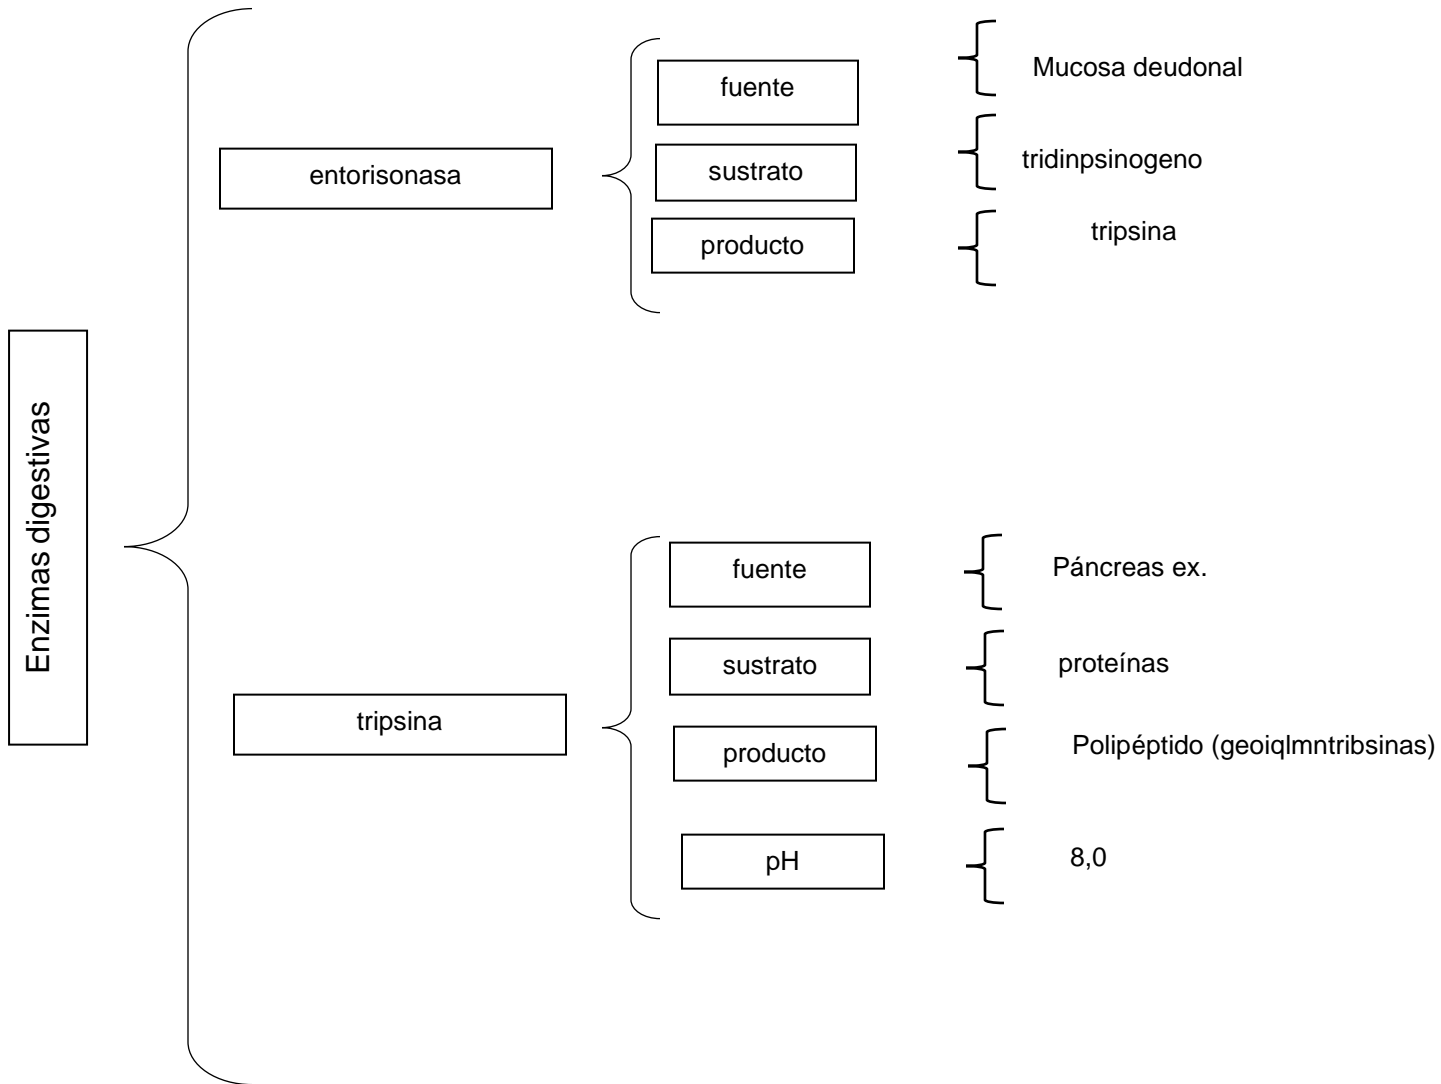 Enzimas digestivas
entorisonasa
fuente
Mucosa deudonal
sustrato
tridinpsinogeno
producto
tripsina
tripsina
fuente
Páncreas ex.
sustrato
proteínas
producto
Polipéptido (geoiqlmntribsinas)
pH
8,0